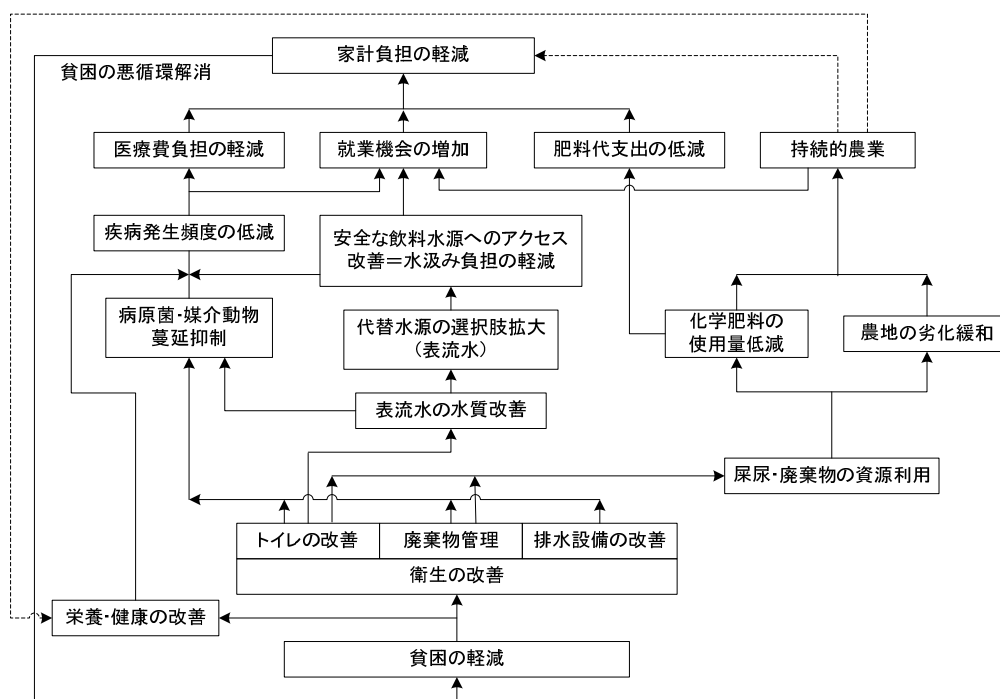 家計負担の軽減
貧困の悪循環解消
医療費負担の軽減
就業機会の増加
肥料代支出の低減
持続的農業
疾病発生頻度の低減
安全な飲料水源へのアクセス
改善=水汲み負担の軽減
病原菌・媒介動物
蔓延抑制
代替水源の選択肢拡大
(表流水)
化学肥料の
使用量低減
農地の劣化緩和
表流水の水質改善
屎尿・廃棄物の資源利用
トイレの改善
廃棄物管理
排水設備の改善
衛生の改善
栄養・健康の改善
貧困の軽減